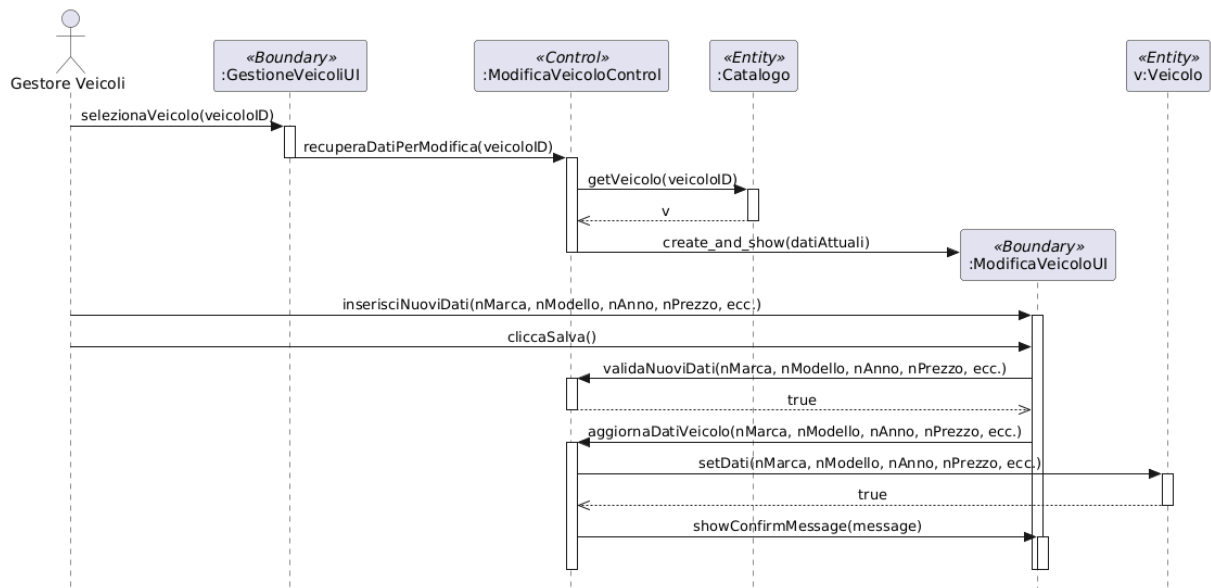 Gestore Veicoli
«Boundary»
:GestioneVeicoliUI
«Control»
:ModificaVeicoloControl
«Entity»
:Catalogo
«Entity»
v:Veicolo
selezionaVeicolo(veicoloID)
recuperaDatiPerModifica(veicoloID)
getVeicolo(veicoloID)
v
create_and_show(datiAttuali)
«Boundary»
:ModificaVeicoloUI
inserisciNuoviDati(nMarca, nModello, nAnno, nPrezzo, ecc.)
cliccaSalva()
validaNuoviDati(nMarca, nModello, nAnno, nPrezzo, ecc.)
true
aggiornaDatiVeicolo(nMarca, nModello, nAnno, nPrezzo, ecc.)
setDati(nMarca, nModello, nAnno, nPrezzo, ecc.)
true
showConfirmMessage(message)